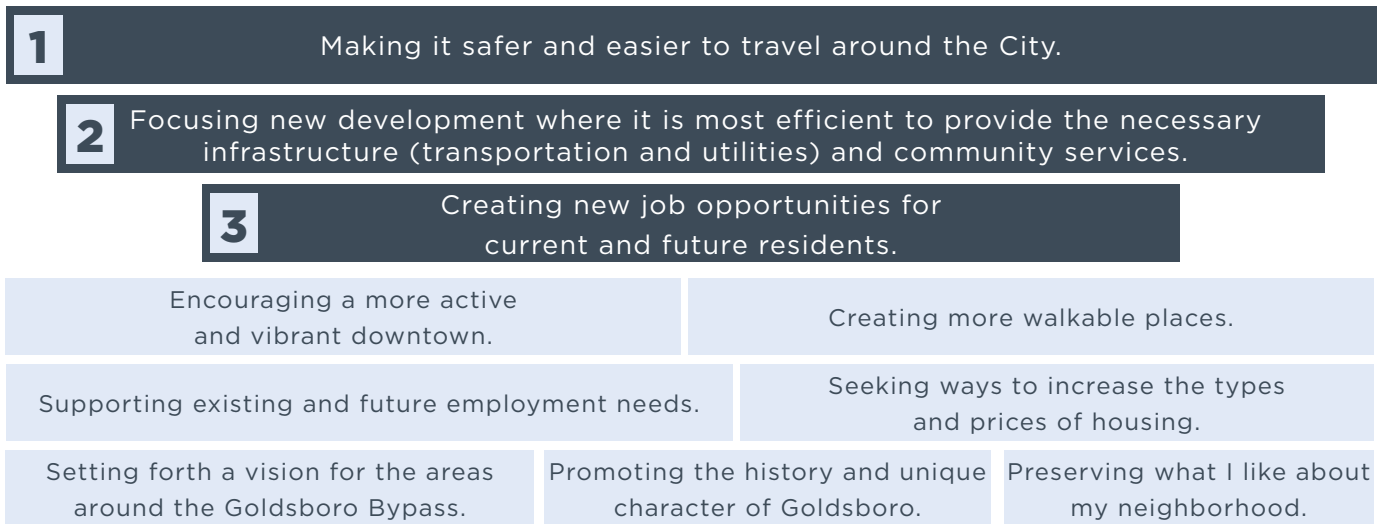 1
Making it safer and easier to travel around the City.
2
Focusing new development where it is most efficient to provide the necessary
infrastructure (transportation and utilities) and community services.
3
Creating new job opportunities for
current and future residents.
Encouraging a more active
and vibrant downtown.
Creating more walkable places.
Supporting existing and future employment needs.
Seeking ways to increase the types
and prices of housing.
Setting forth a vision for the areas
around the Goldsboro Bypass.
Promoting the history and unique
character of Goldsboro.
Preserving what I like about
my neighborhood.